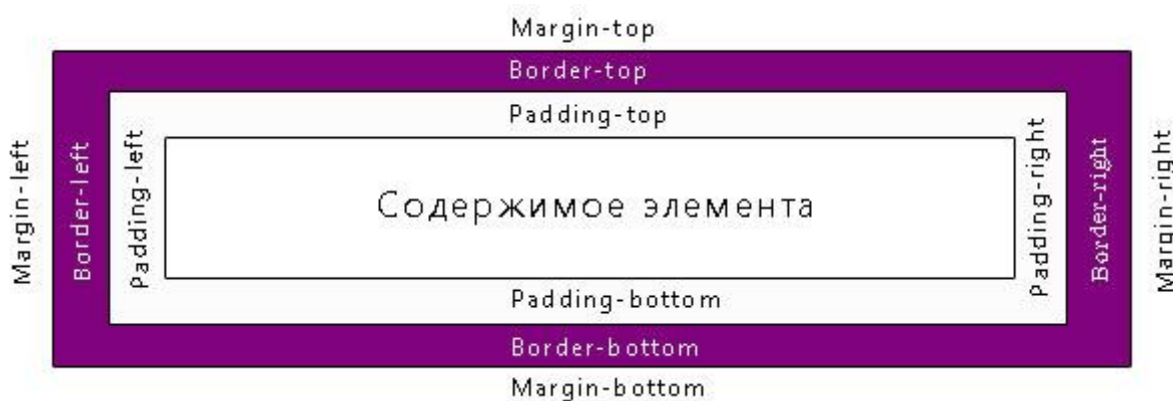 Margin-top
Border-top
Padding-top
Margin-left
Border-left
Padding-left
Содержимое элемента
Padding-right
Border-right
Margin-right
Padding-bottom
Border-bottom
Margin-bottom